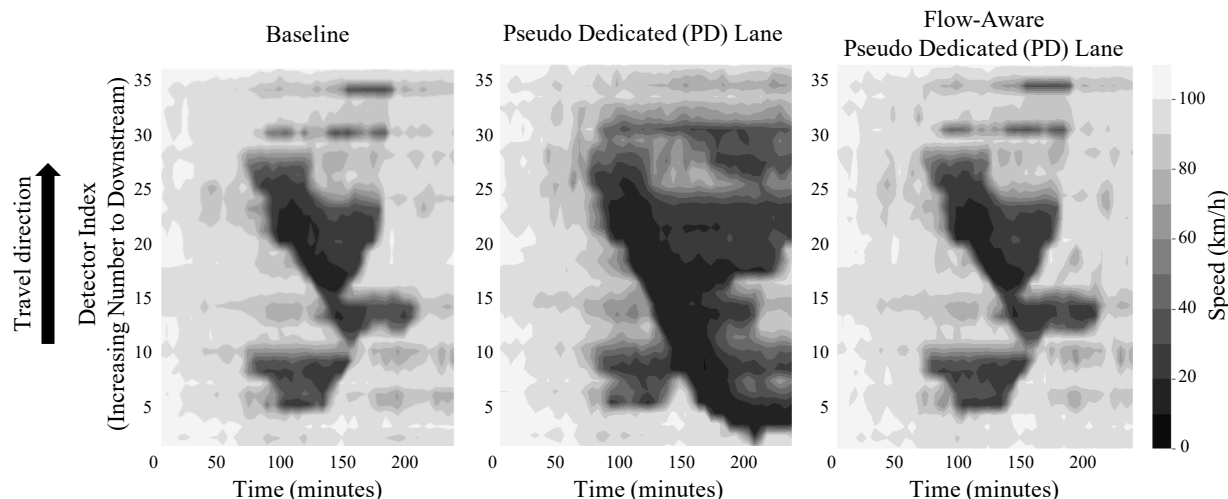 Baseline
Pseudo Dedicated (PD) Lane
Flow-Aware
Pseudo Dedicated (PD) Lane
Travel direction
Detector Index
(Increasing Number to Downstream)
35
30
25
20
15
10
5
0 50 100 150 200
Time (minutes)
35
30
25
20
15
10
5
0 50 100 150 200
Time (minutes)
35
30
25
20
15
10
5
0 50 100 150 200
Time (minutes)
100
80
60
40
20
0
Speed (km/h)